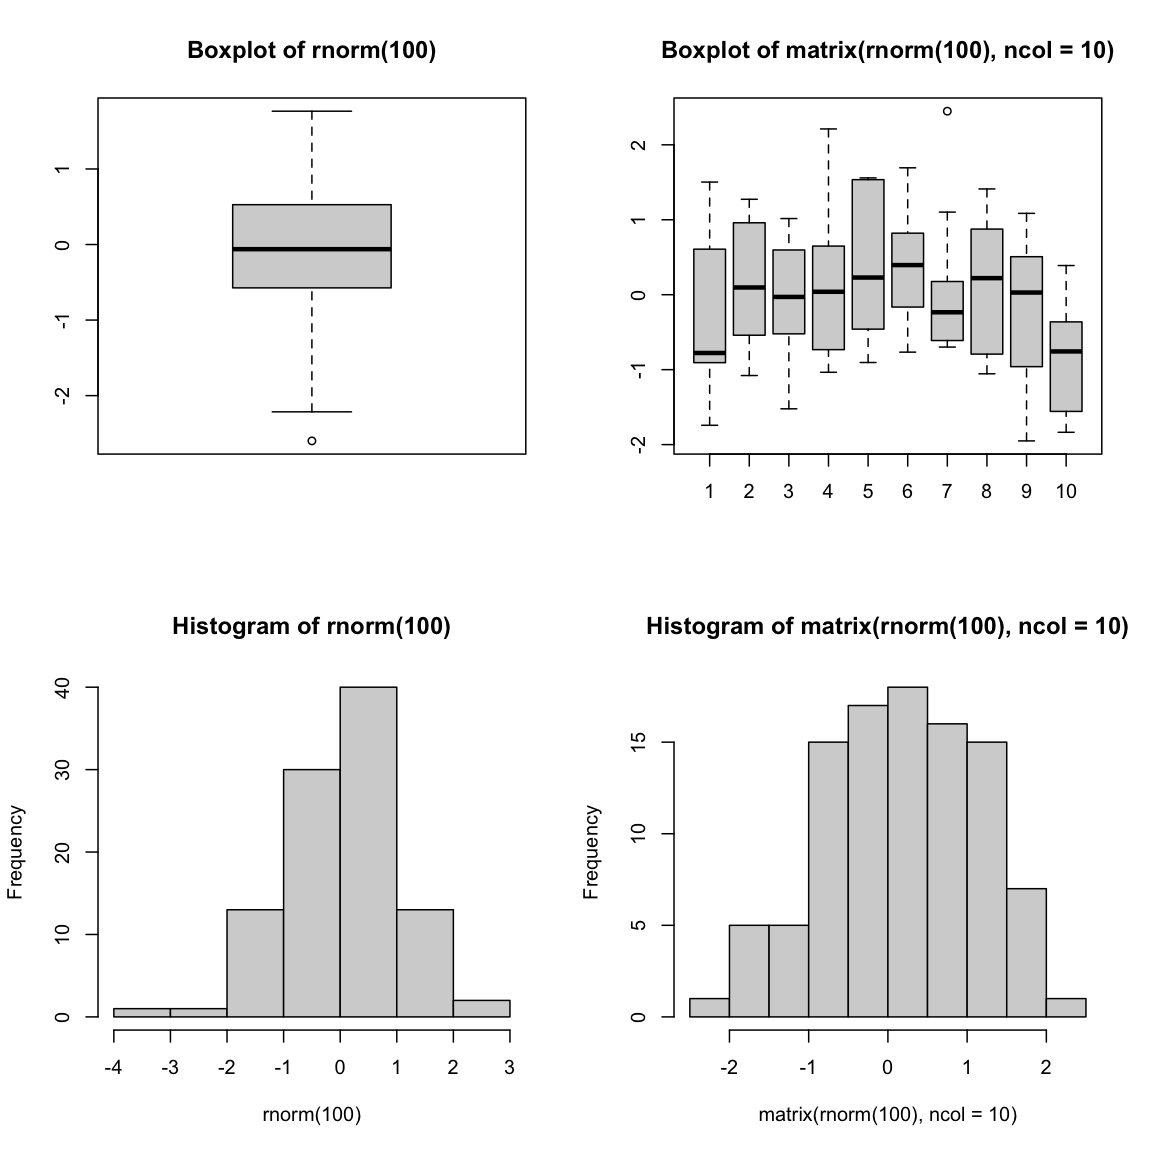 Boxplot of rnorm(100)
1
0
-1
-2
Boxplot of matrix(rnorm(100), ncol = 10)
2
1
0
-1
-2
1 2 3 4 5 6 7 8 9 10
Histogram of rnorm(100)
Frequency
40
30
20
10
0
-4 -3 -2 -1 0 1 2 3
rnorm(100)
Histogram of matrix(rnorm(100), ncol = 10)
Frequency
15
10
5
0
-2 -1 0 1 2
matrix(rnorm(100), ncol = 10)